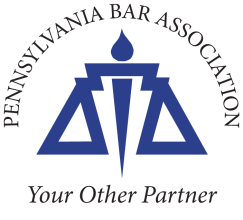 PENNSYLVANIA BAR ASSOCIATION
Your Other Partner